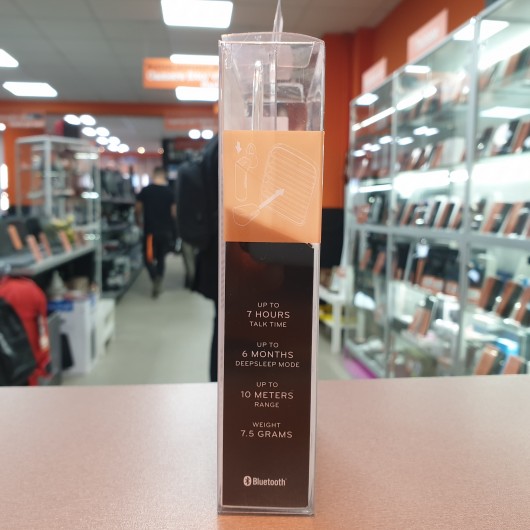 UP TO
7 HOURS
TALK TIME
UP TO
6 MONTHS
DEEPSLEEP MODE
UP TO
10 METERS
RANGE
WEIGHT
7.5 GRAMS
Bluetooth